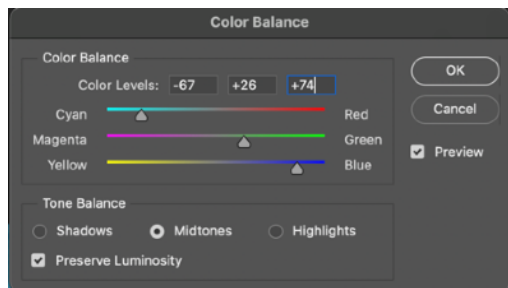 Color Balance
Color Balance
Color Levels: -67 +26 +74
OK
Cyan Red
Cancel
Magenta Green
Preview
Yellow Blue
Tone Balance
Shadows Midtones Highlights
Preserve Luminosity